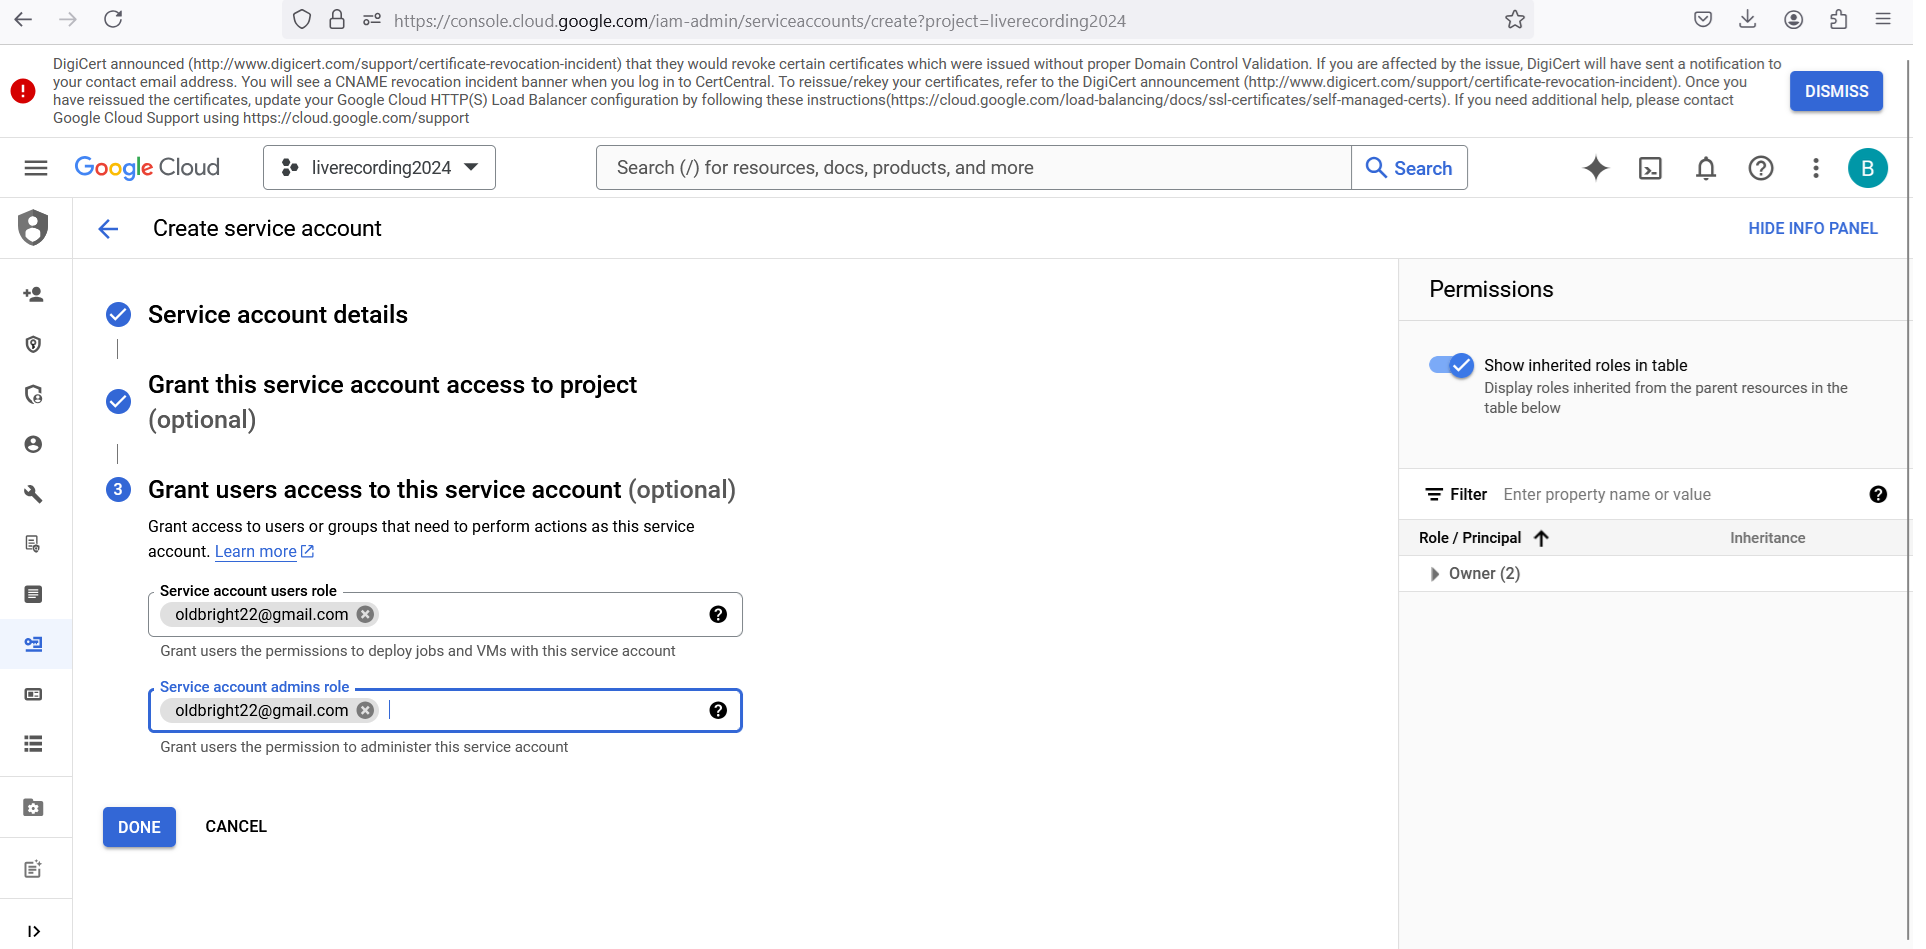 https://console.cloud.google.com/iam-admin/serviceaccounts/create?project=liverecording2024
DigiCert announced (http://www.digicert.com/support/certificate-revocation-incident) that they would revoke certain certificates which were issued without proper Domain Control Validation. If you are affected by the issue, DigiCert will have sent a notification to
your contact email address. You will see a CNAME revocation incident banner when you log in to CertCentral. To reissue/rekey your certificates, refer to the DigiCert announcement (http://www.digicert.com/support/certificate-revocation-incident). Once you
have reissued the certificates, update your Google Cloud HTTP(S) Load Balancer configuration by following these instructions(https://cloud.google.com/load-balancing/docs/ssl-certificates/self-managed-certs). If you need additional help, please contact
Google Cloud Support using https://cloud.google.com/support
DISMISS
Google Cloud
liverecording2024
Search (/) for resources, docs, products, and more
Search
B
Create service account
HIDE INFO PANEL
Service account details
Grant this service account access to project
(optional)
3
Grant users access to this service account (optional)
Grant access to users or groups that need to perform actions as this service
account. Learn more
Service account users role
oldbright22@gmail.com
Grant users the permissions to deploy jobs and VMs with this service account
Service account admins role
oldbright22@gmail.com
Grant users the permission to administer this service account
DONE
CANCEL
Permissions
Show inherited roles in table
Display roles inherited from the parent resources in the
table below
Filter Enter property name or value
Role / Principal
Inheritance
Owner (2)